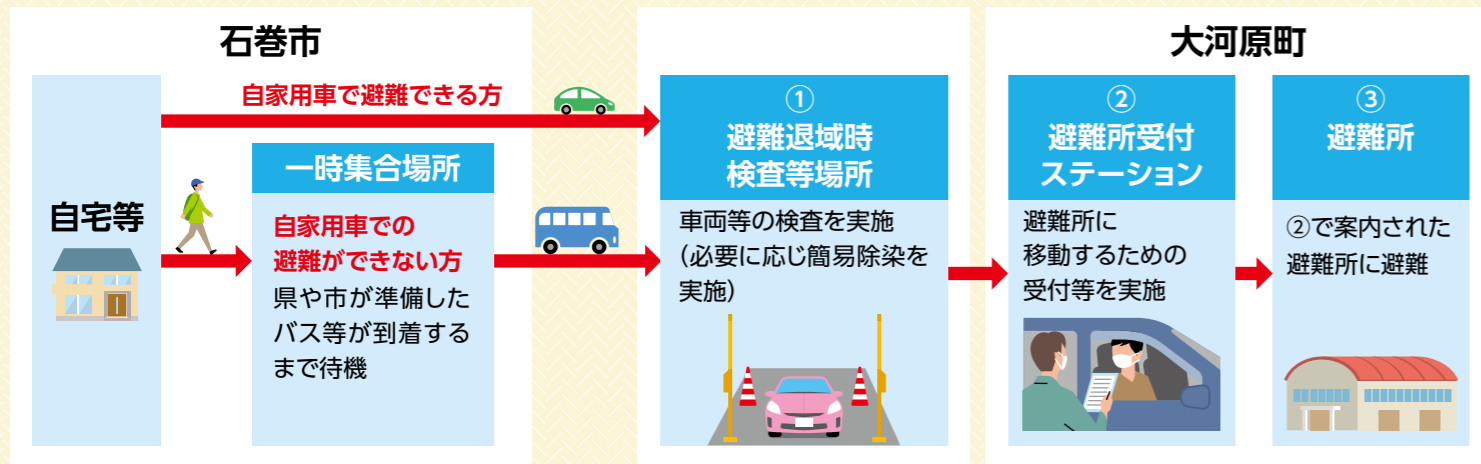 石巻市
自宅等
自家用車で避難できる方
一時集合場所
自家用車での
避難ができない方
県や市が準備した
バス等が到着する
まで待機
①
避難退域時
検査等場所
車両等の検査を実施
（必要に応じ簡易除染を
実施）
大河原町
②
避難所受付
ステーション
避難所に
移動するための
受付等を実施
③
避難所
②で案内された
避難所に避難